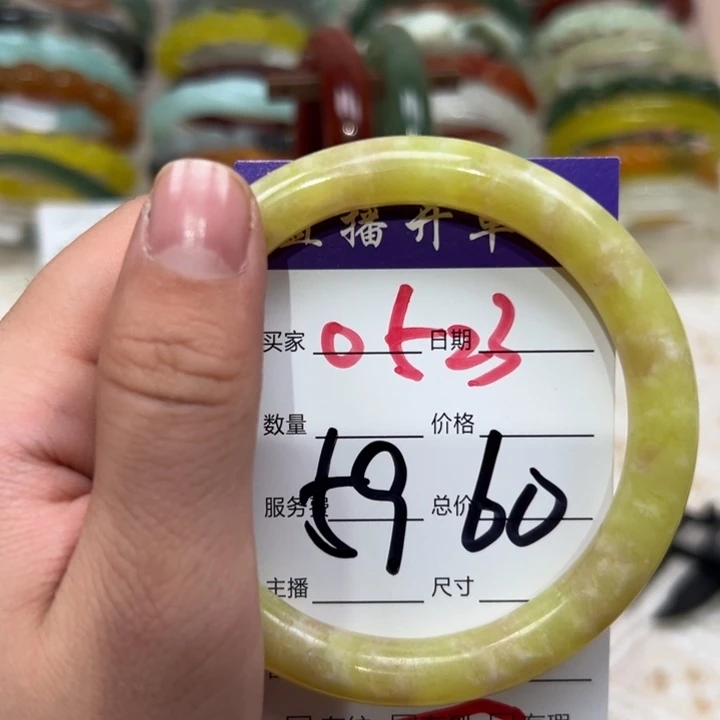 直播开单
买家 0523 日期
数量 价格
服务费 59 总价 60
主播 尺寸